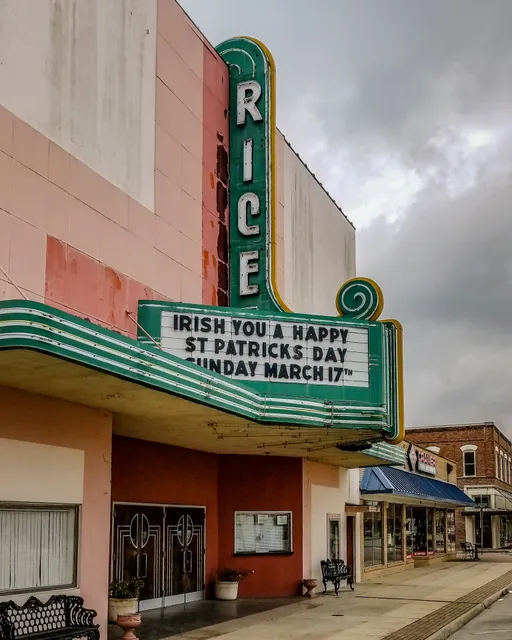 RICE
IRISH YOU A HAPPY
ST PATRICKS DAY
SUNDAY MARCH 17TH